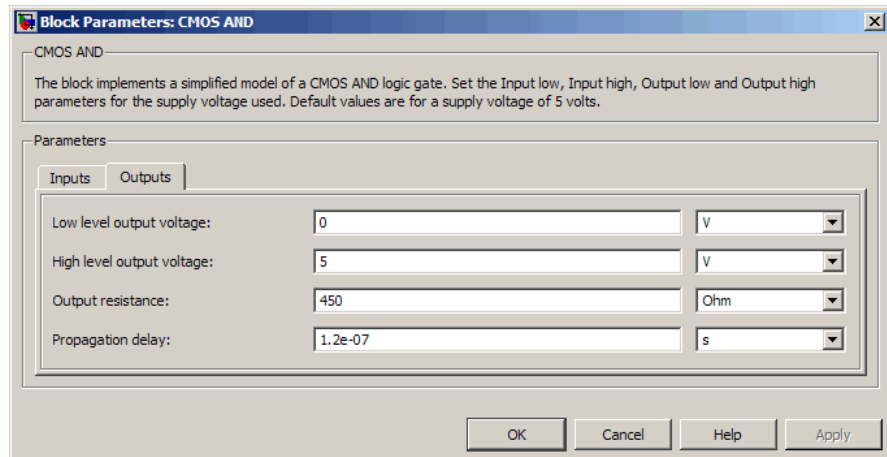 Block Parameters: CMOS AND
CMOS AND
The block implements a simplified model of a CMOS AND logic gate. Set the Input low, Input high, Output low and Output high
parameters for the supply voltage used. Default values are for a supply voltage of 5 volts.
Parameters
Inputs Outputs
Low level output voltage: 0 V
High level output voltage: 5 V
Output resistance: 450 Ohm
Propagation delay: 1.2e-07 s
OK Cancel Help Apply